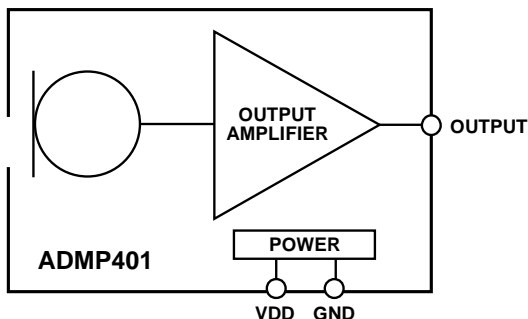 OUTPUT
AMPLIFIER
OUTPUT
POWER
ADMP401
VDD GND